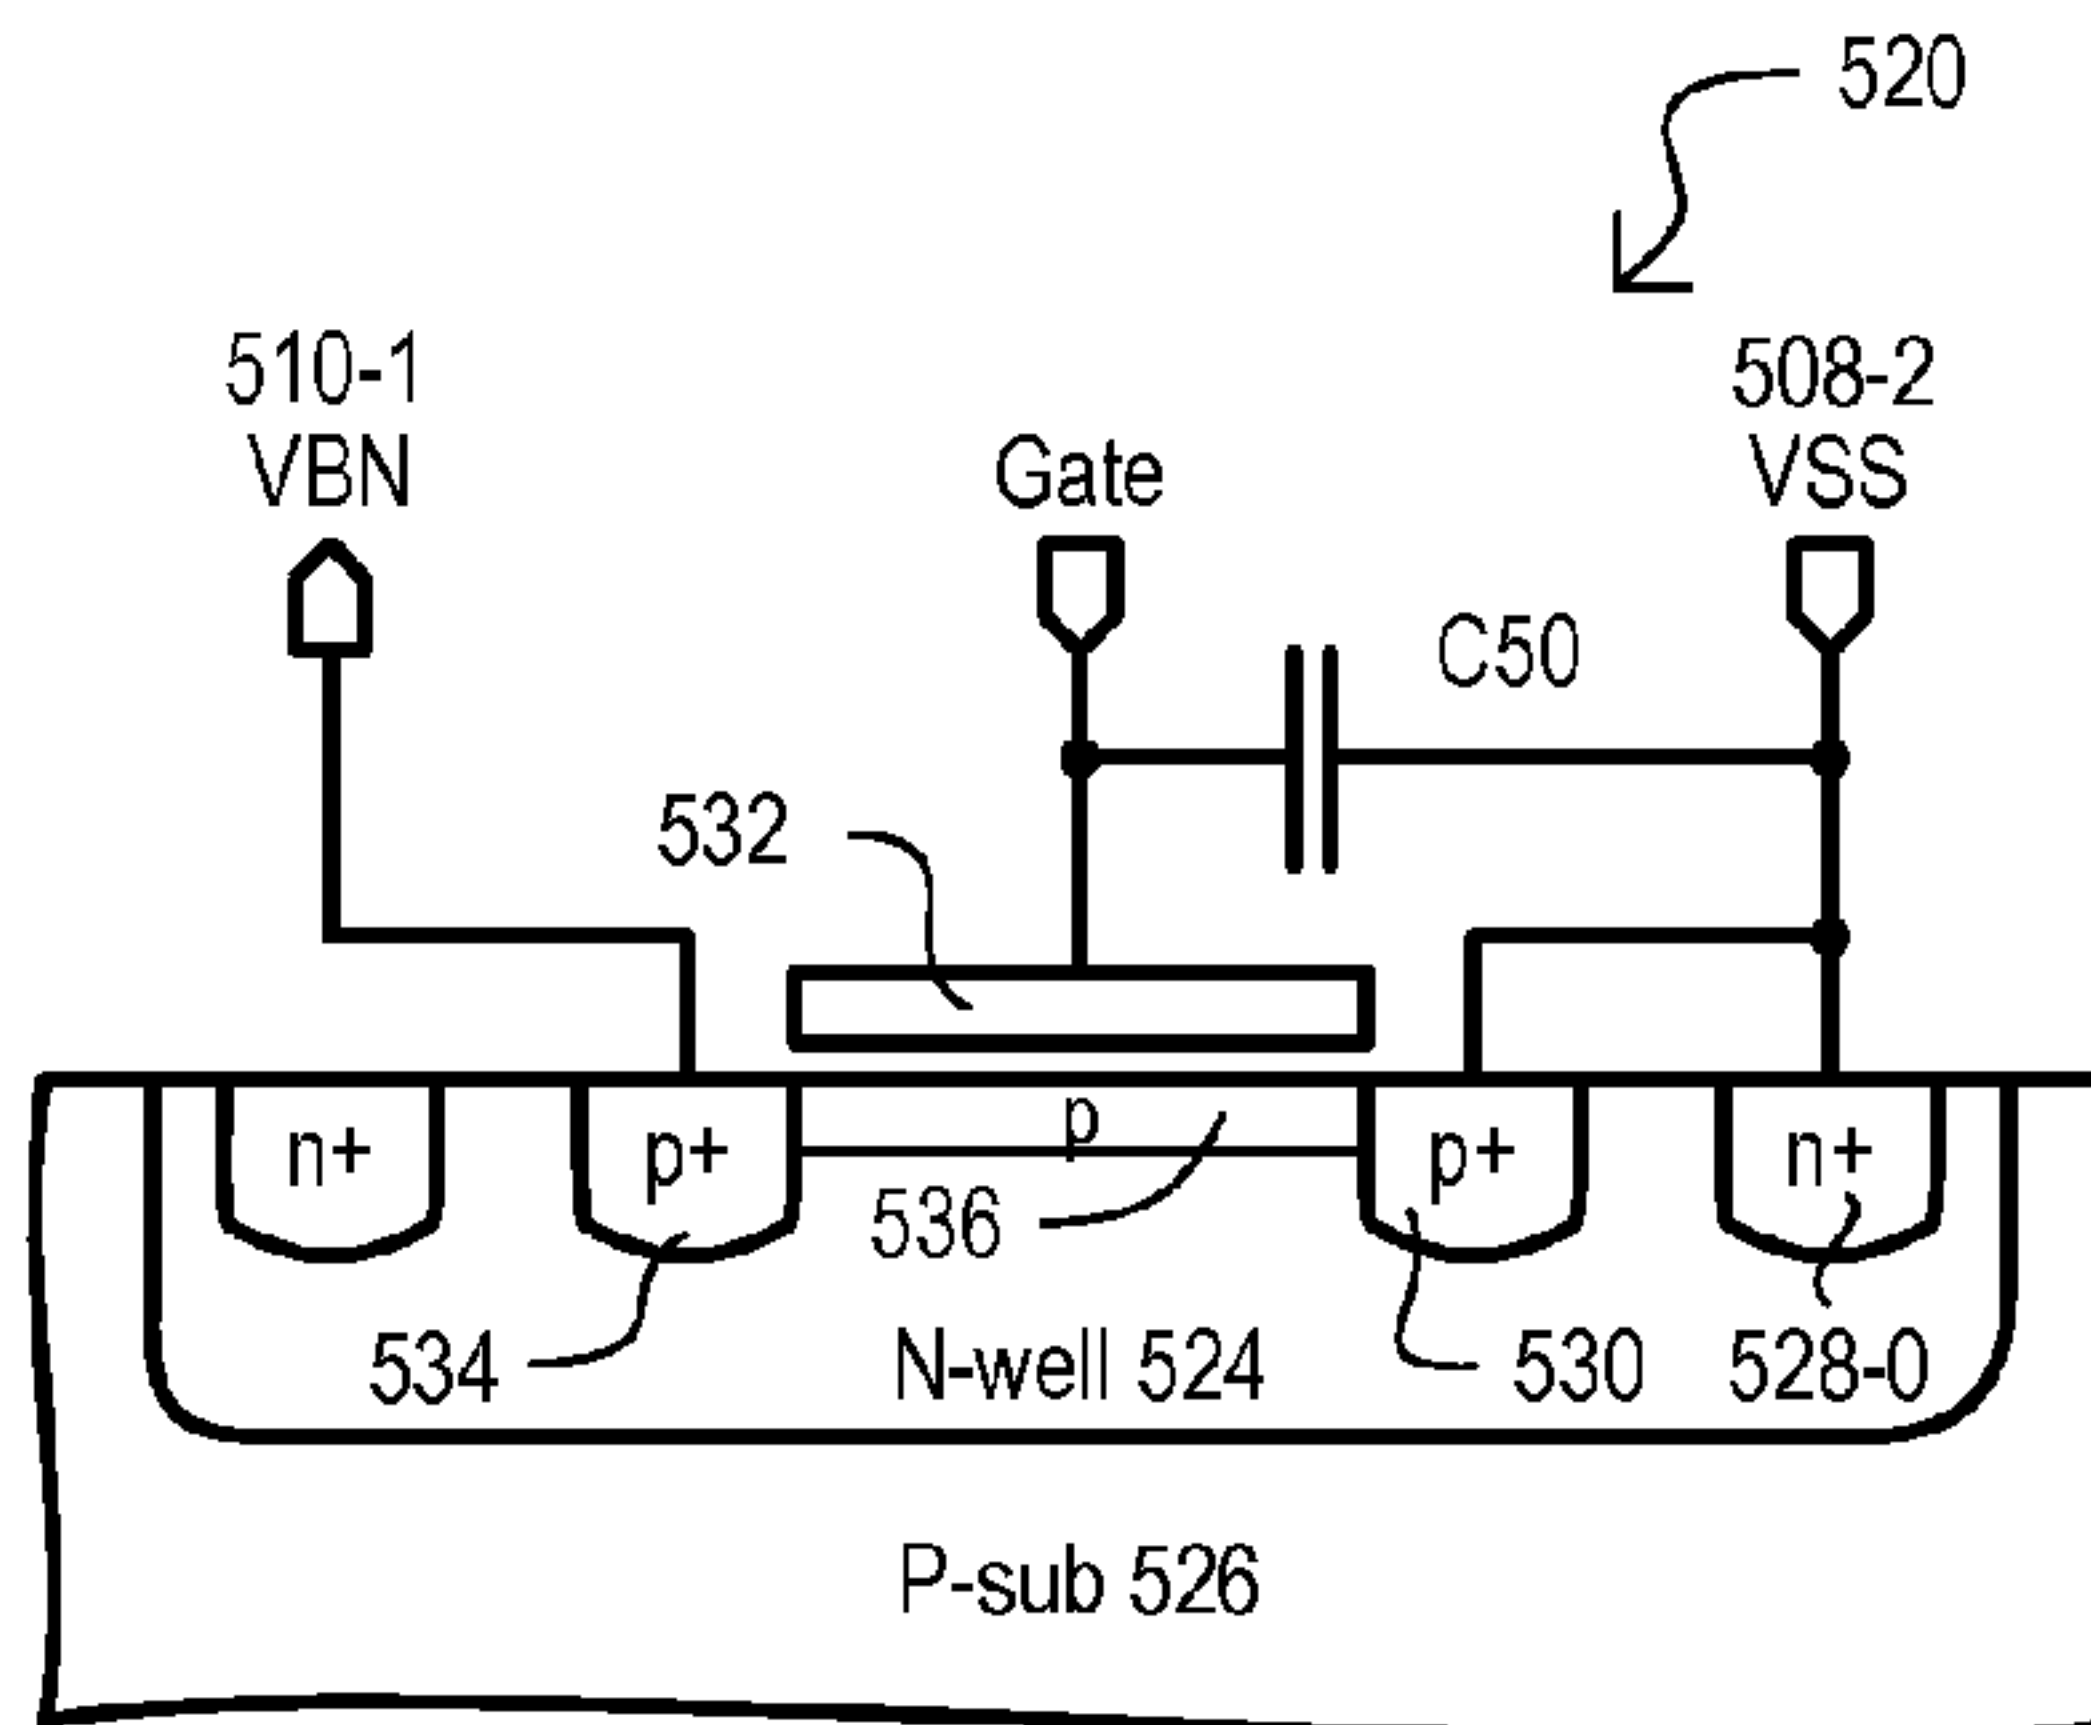 520
510-1
VBN
Gate
508-2
VSS
C50
532
n+
p+
p
p+
n+
536
534
N-well 524
530
528-0
P-sub 526